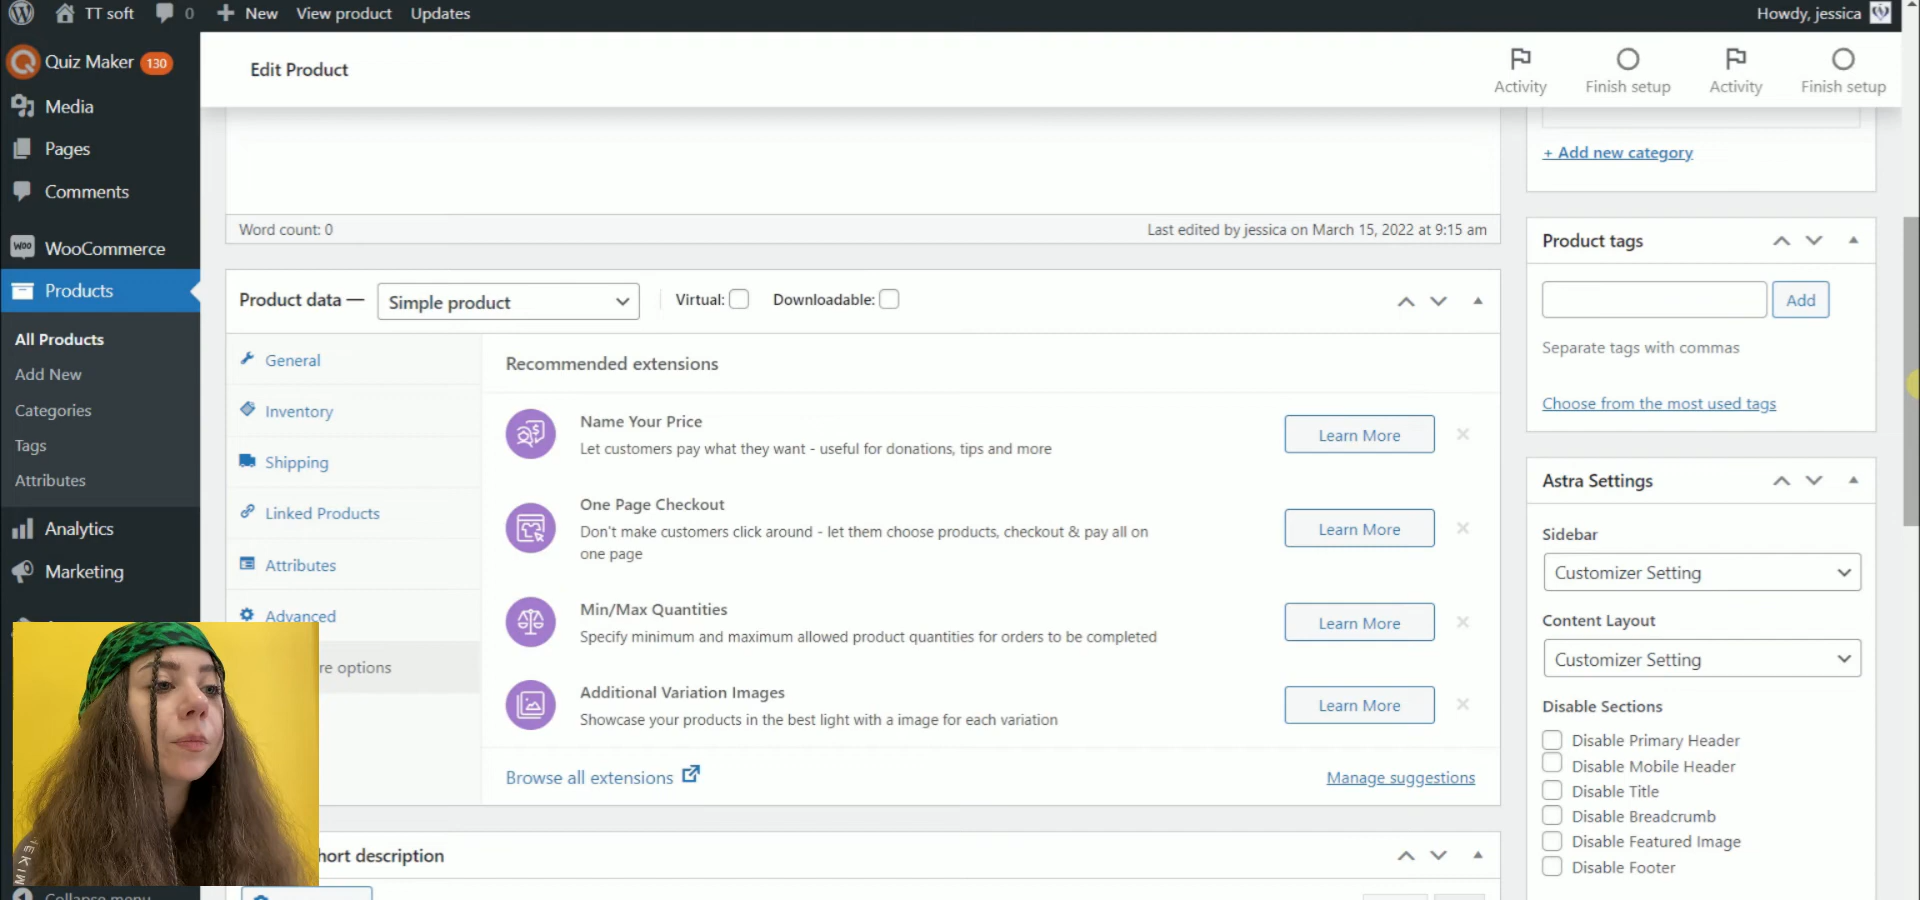 TT soft
0
New
View product
Updates
Howdy, jessica
Quiz Maker 130
Media
Pages
Comments
WooCommerce
Products
All Products
Add New
Categories
Tags
Attributes
Analytics
Marketing
Edit Product
Activity
Finish setup
Activity
Finish setup
Word count: 0
Last edited by jessica on March 15, 2022 at 9:15 am
Product data —
Simple product
Virtual:
Downloadable:
General
Inventory
Shipping
Linked Products
Attributes
Advanced
options
Recommended extensions
Name Your Price
Let customers pay what they want - useful for donations, tips and more
Learn More
One Page Checkout
Don't make customers click around - let them choose products, checkout & pay all on
one page
Learn More
Min/Max Quantities
Specify minimum and maximum allowed product quantities for orders to be completed
Learn More
Additional Variation Images
Showcase your products in the best light with a image for each variation
Learn More
Browse all extensions
Manage suggestions
description
+ Add new category
Product tags
Add
Separate tags with commas
Choose from the most used tags
Astra Settings
Sidebar
Customizer Setting
Content Layout
Customizer Setting
Disable Sections
Disable Primary Header
Disable Mobile Header
Disable Title
Disable Breadcrumb
Disable Featured Image
Disable Footer
Collapse menu